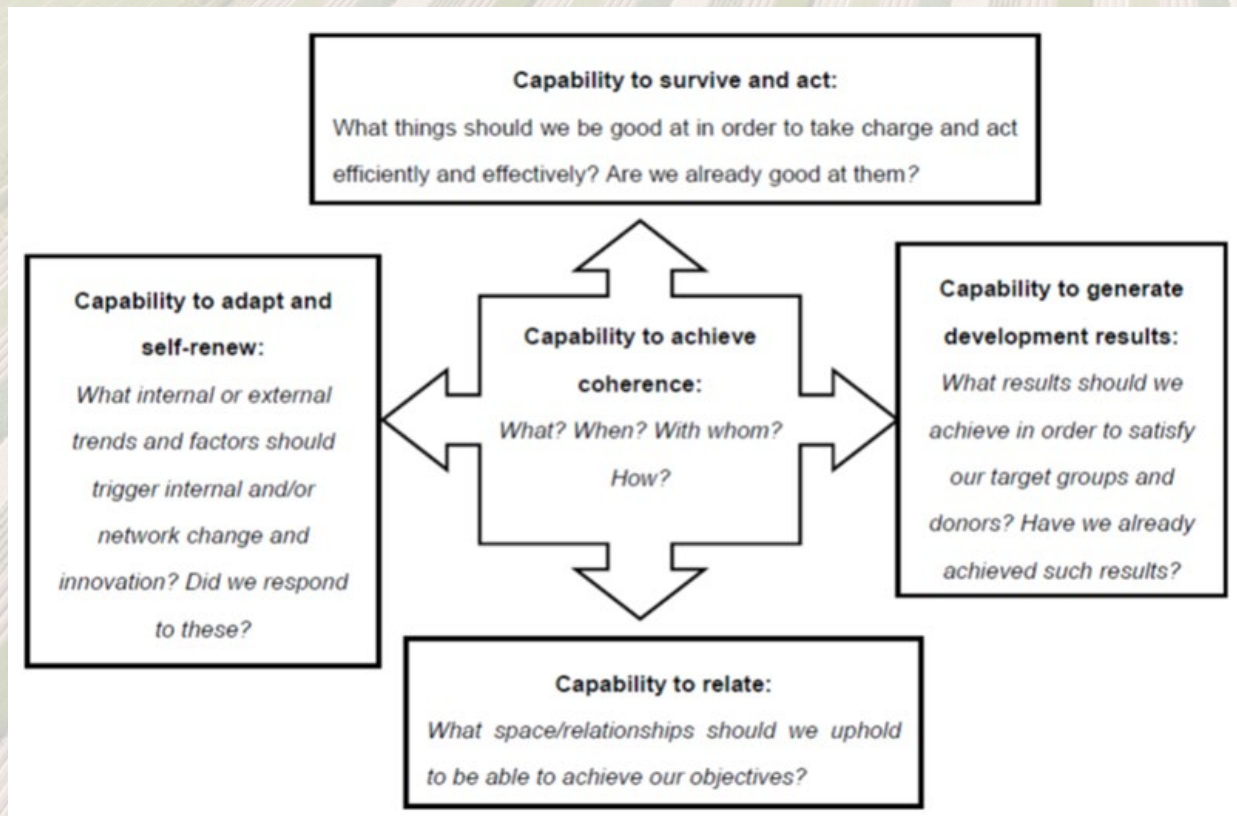 Capability to survive and act:
What things should we be good at in order to take charge and act
efficiently and effectively? Are we already good at them?
Capability to adapt and
self-renew:
What internal or external
trends and factors should
trigger internal and/or
network change and
innovation? Did we respond
to these?
Capability to achieve
coherence:
What? When? With whom?
How?
Capability to generate
development results:
What results should we
achieve in order to satisfy
our target groups and
donors? Have we already
achieved such results?
Capability to relate:
What space/relationships should we uphold
to be able to achieve our objectives?